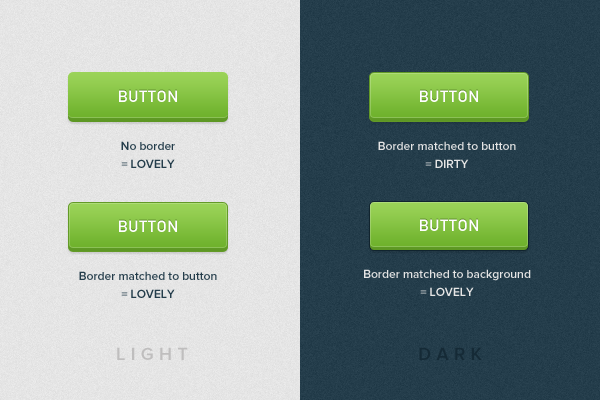 BUTTON
No border
= LOVELY
BUTTON
Border matched to button
= LOVELY
LIGHT
BUTTON
Border matched to button
= DIRTY
BUTTON
Border matched to background
= LOVELY
DARK